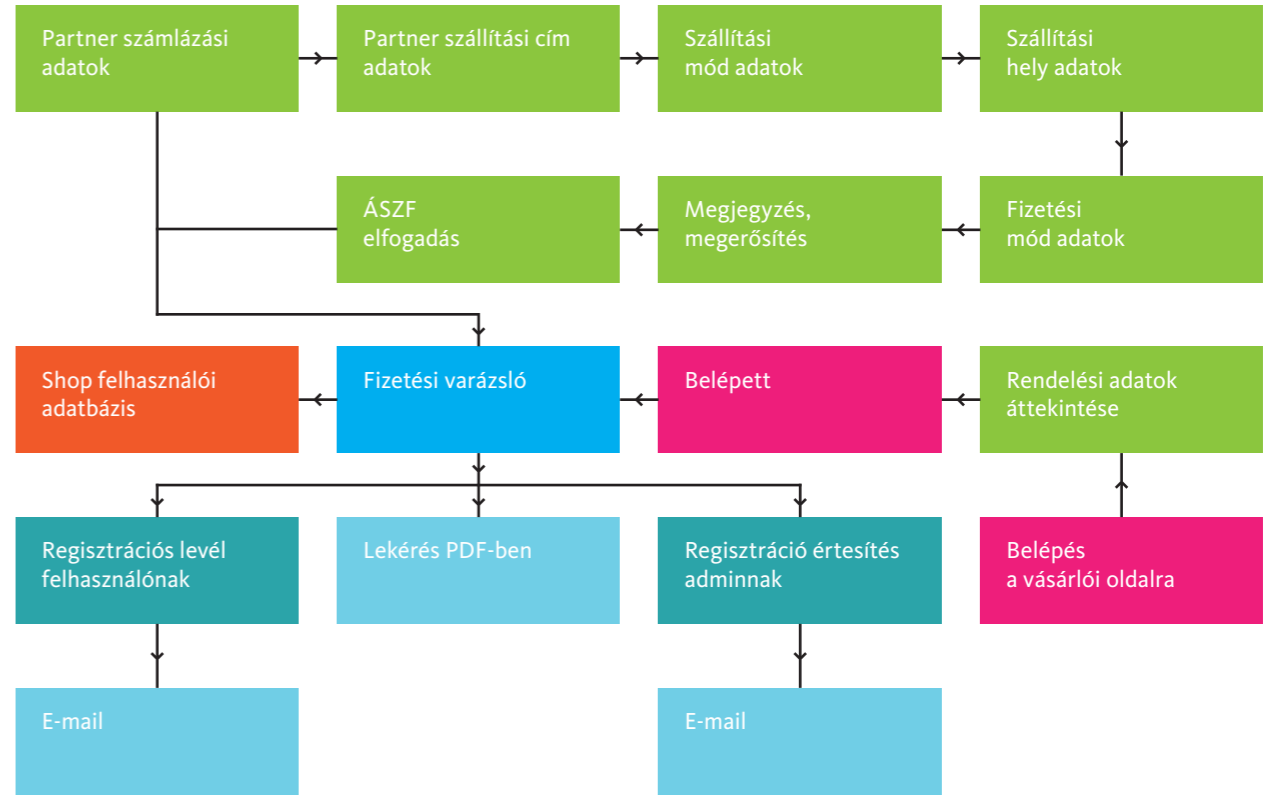 Partner számlázási
adatok
Partner szállítási cím
adatok
Szállítási
mód adatok
Szállítási
hely adatok
ÁSZF
elfogadás
Megjegyzés,
megerősítés
Fizetési
mód adatok
Shop felhasználói
adatbázis
Fizetési varázsló
Belépett
Rendelési adatok
áttekintése
Regisztrációs levél
felhasználónak
Lekérés PDF-ben
Regisztráció értesítés
adminnak
Belépés
a vásárlói oldalra
E-mail
E-mail